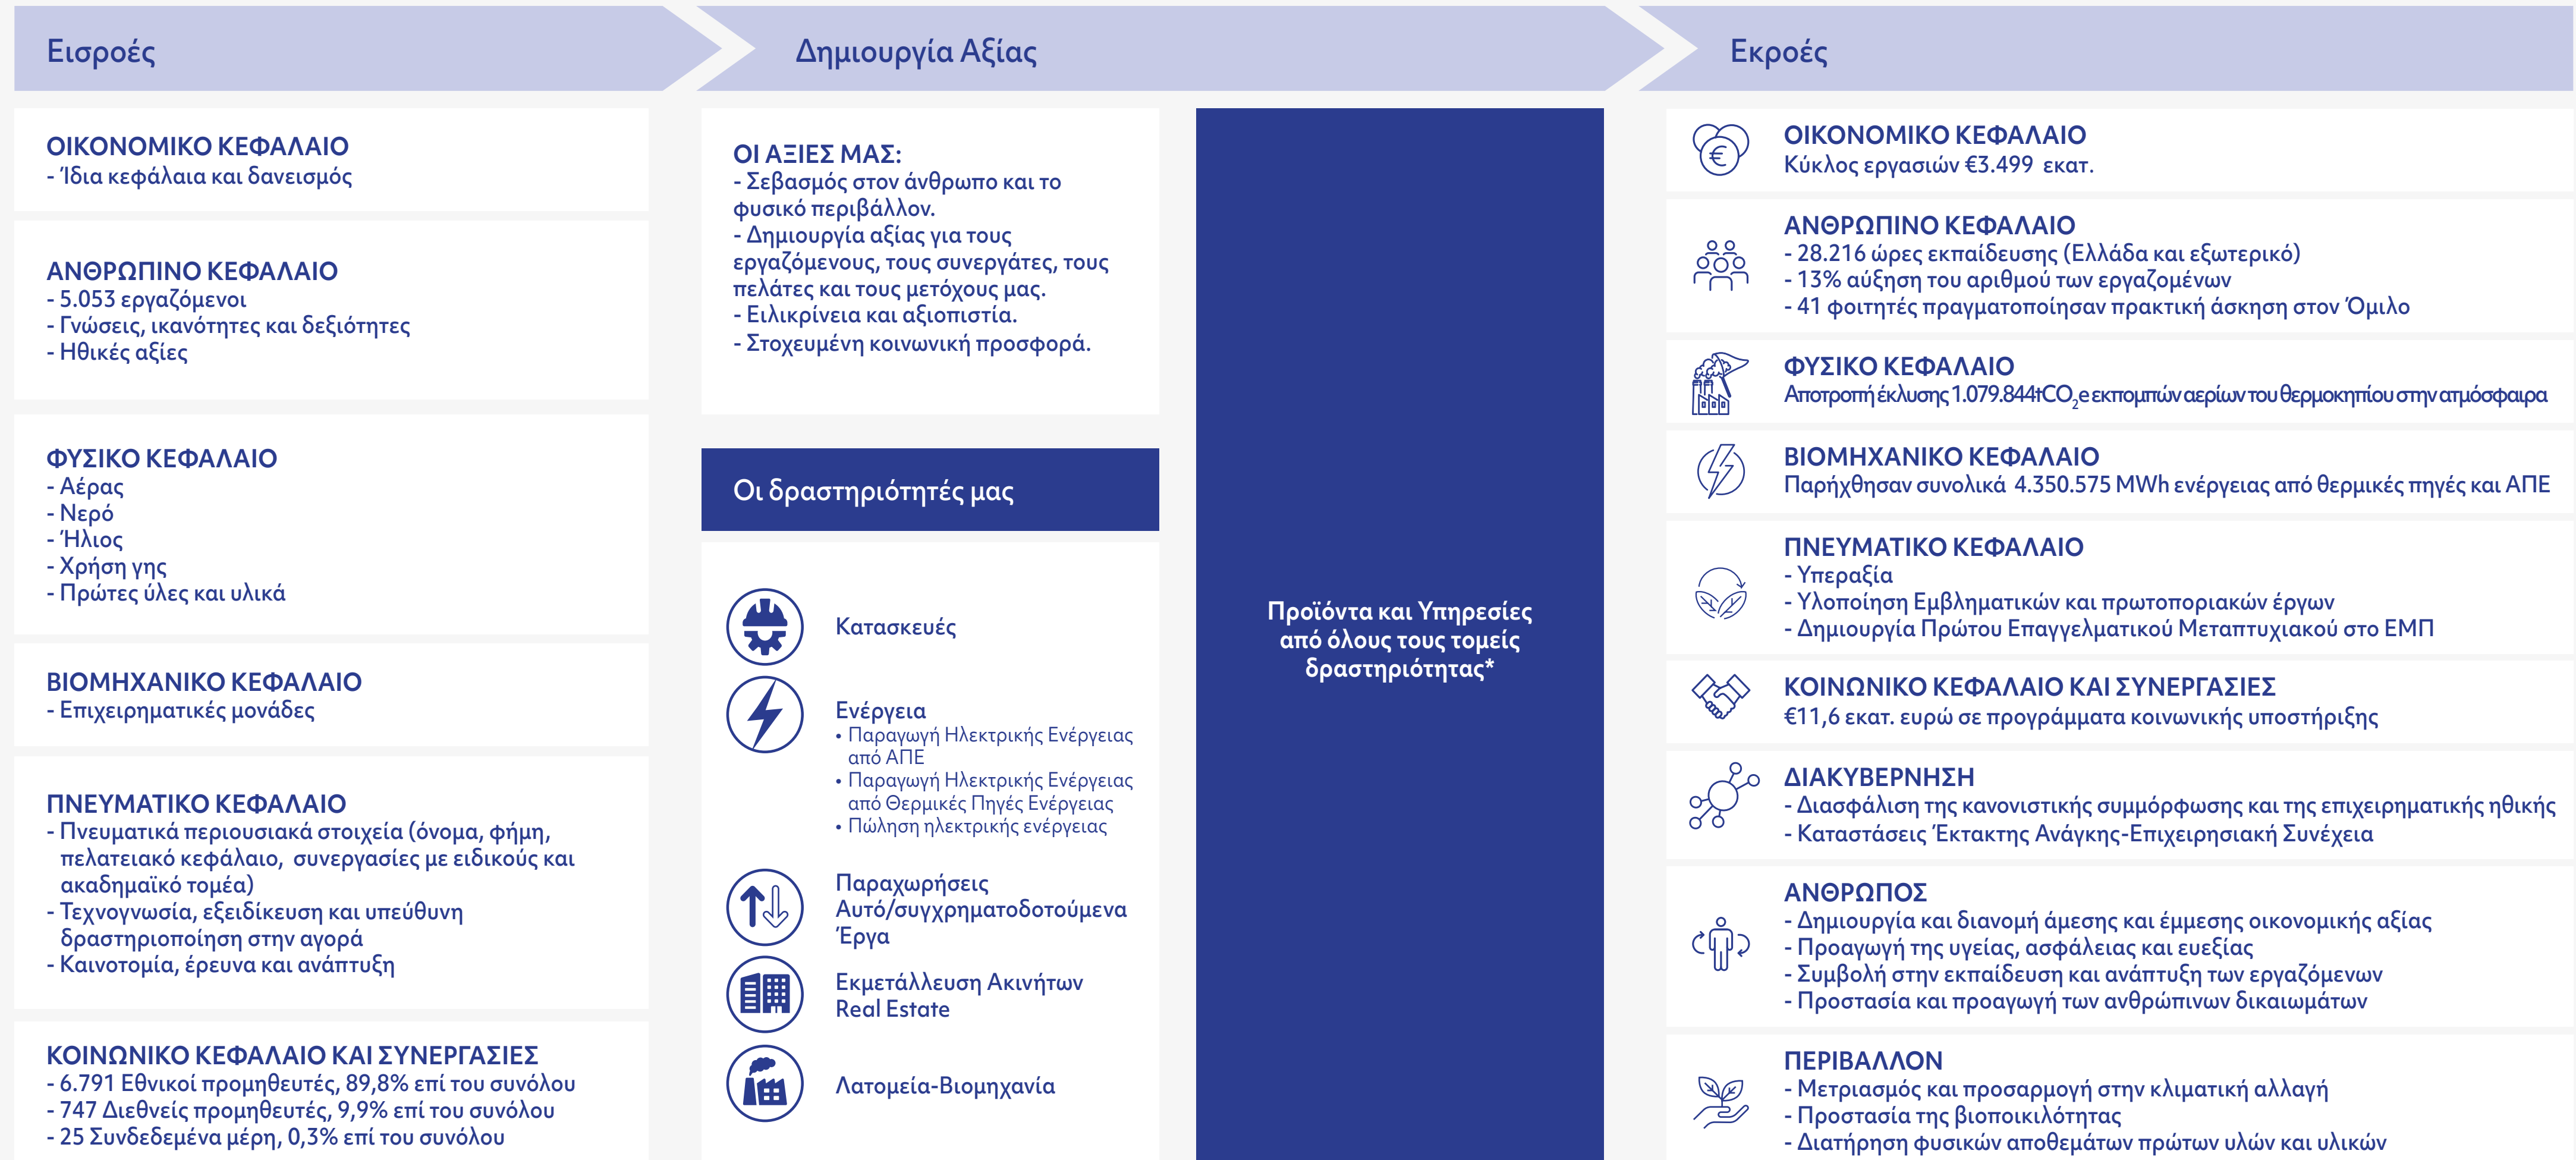 Εισροές
Δημιουργία Αξίας
Εκροές
ΟΙΚΟΝΟΜΙΚΟ ΚΕΦΑΛΑΙΟ
- Ίδια κεφάλαια και δανεισμός
ΑΝΘΡΩΠΙΝΟ ΚΕΦΑΛΑΙΟ
- 5.053 εργαζόμενοι
- Γνώσεις, ικανότητες και δεξιότητες
- Ηθικές αξίες
ΦΥΣΙΚΟ ΚΕΦΑΛΑΙΟ
- Αέρας
- Νερό
- Ήλιος
- Χρήση γης
- Πρώτες ύλες και υλικά
ΒΙΟΜΗΧΑΝΙΚΟ ΚΕΦΑΛΑΙΟ
- Επιχειρηματικές μονάδες
ΠΝΕΥΜΑΤΙΚΟ ΚΕΦΑΛΑΙΟ
- Πνευματικά περιουσιακά στοιχεία (όνομα, φήμη,
πελατειακό κεφάλαιο, συνεργασίες με ειδικούς και
ακαδημαϊκό τομέα)
- Τεχνογνωσία, εξειδίκευση και υπεύθυνη
δραστηριοποίηση στην αγορά
- Καινοτομία, έρευνα και ανάπτυξη
ΚΟΙΝΩΝΙΚΟ ΚΕΦΑΛΑΙΟ ΚΑΙ ΣΥΝΕΡΓΑΣΙΕΣ
- 6.791 Εθνικοί προμηθευτές, 89,8% επί του συνόλου
- 747 Διεθνείς προμηθευτές, 9,9% επί του συνόλου
- 25 Συνδεδεμένα μέρη, 0,3% επί του συνόλου
ΟΙ ΑΞΙΕΣ ΜΑΣ:
- Σεβασμός στον άνθρωπο και το
φυσικό περιβάλλον.
- Δημιουργία αξίας για τους
εργαζόμενους, τους συνεργάτες, τους
πελάτες και τους μετόχους μας.
- Ειλικρίνεια και αξιοπιστία.
- Στοχευμένη κοινωνική προσφορά.
Οι δραστηριότητές μας
Κατασκευές
Ενέργεια
• Παραγωγή Ηλεκτρικής Ενέργειας
από ΑΠΕ
• Παραγωγή Ηλεκτρικής Ενέργειας
από Θερμικές Πηγές Ενέργειας
• Πώληση ηλεκτρικής ενέργειας
Παραχωρήσεις
Αυτό/συγχρηματοδοτούμενα
Έργα
Εκμετάλλευση Ακινήτων
Real Estate
Λατομεία-Βιομηχανία
Προϊόντα και Υπηρεσίες
από όλους τους τομείς
δραστηριότητας*
ΟΙΚΟΝΟΜΙΚΟ ΚΕΦΑΛΑΙΟ
Κύκλος εργασιών €3.499 εκατ.
ΑΝΘΡΩΠΙΝΟ ΚΕΦΑΛΑΙΟ
- 28.216 ώρες εκπαίδευσης (Ελλάδα και εξωτερικό)
- 13% αύξηση του αριθμού των εργαζομένων
- 41 φοιτητές πραγματοποίησαν πρακτική άσκηση στον Όμιλο
ΦΥΣΙΚΟ ΚΕΦΑΛΑΙΟ
Αποτροπή έκλυσης 1.079.844tCO₂e εκπομπών αερίων του θερμοκηπίου στην ατμόσφαιρα
ΒΙΟΜΗΧΑΝΙΚΟ ΚΕΦΑΛΑΙΟ
Παρήχθησαν συνολικά 4.350.575 MWh ενέργειας από θερμικές πηγές και ΑΠΕ
ΠΝΕΥΜΑΤΙΚΟ ΚΕΦΑΛΑΙΟ
- Υπεραξία
- Υλοποίηση Εμβληματικών και πρωτοποριακών έργων
- Δημιουργία Πρώτου Επαγγελματικού Μεταπτυχιακού στο ΕΜΠ
ΚΟΙΝΩΝΙΚΟ ΚΕΦΑΛΑΙΟ ΚΑΙ ΣΥΝΕΡΓΑΣΙΕΣ
€11,6 εκατ. ευρώ σε προγράμματα κοινωνικής υποστήριξης
ΔΙΑΚΥΒΕΡΝΗΣΗ
- Διασφάλιση της κανονιστικής συμμόρφωσης και της επιχειρηματικής ηθικής
- Καταστάσεις Έκτακτης Ανάγκης-Επιχειρησιακή Συνέχεια
ΑΝΘΡΩΠΟΣ
- Δημιουργία και διανομή άμεσης και έμμεσης οικονομικής αξίας
- Προαγωγή της υγείας, ασφάλειας και ευεξίας
- Συμβολή στην εκπαίδευση και ανάπτυξη των εργαζόμενων
- Προστασία και προαγωγή των ανθρώπινων δικαιωμάτων
ΠΕΡΙΒΑΛΛΟΝ
- Μετριασμός και προσαρμογή στην κλιματική αλλαγή
- Προστασία της βιοποικιλότητας
- Διατήρηση φυσικών αποθεμάτων πρώτων υλών και υλικών